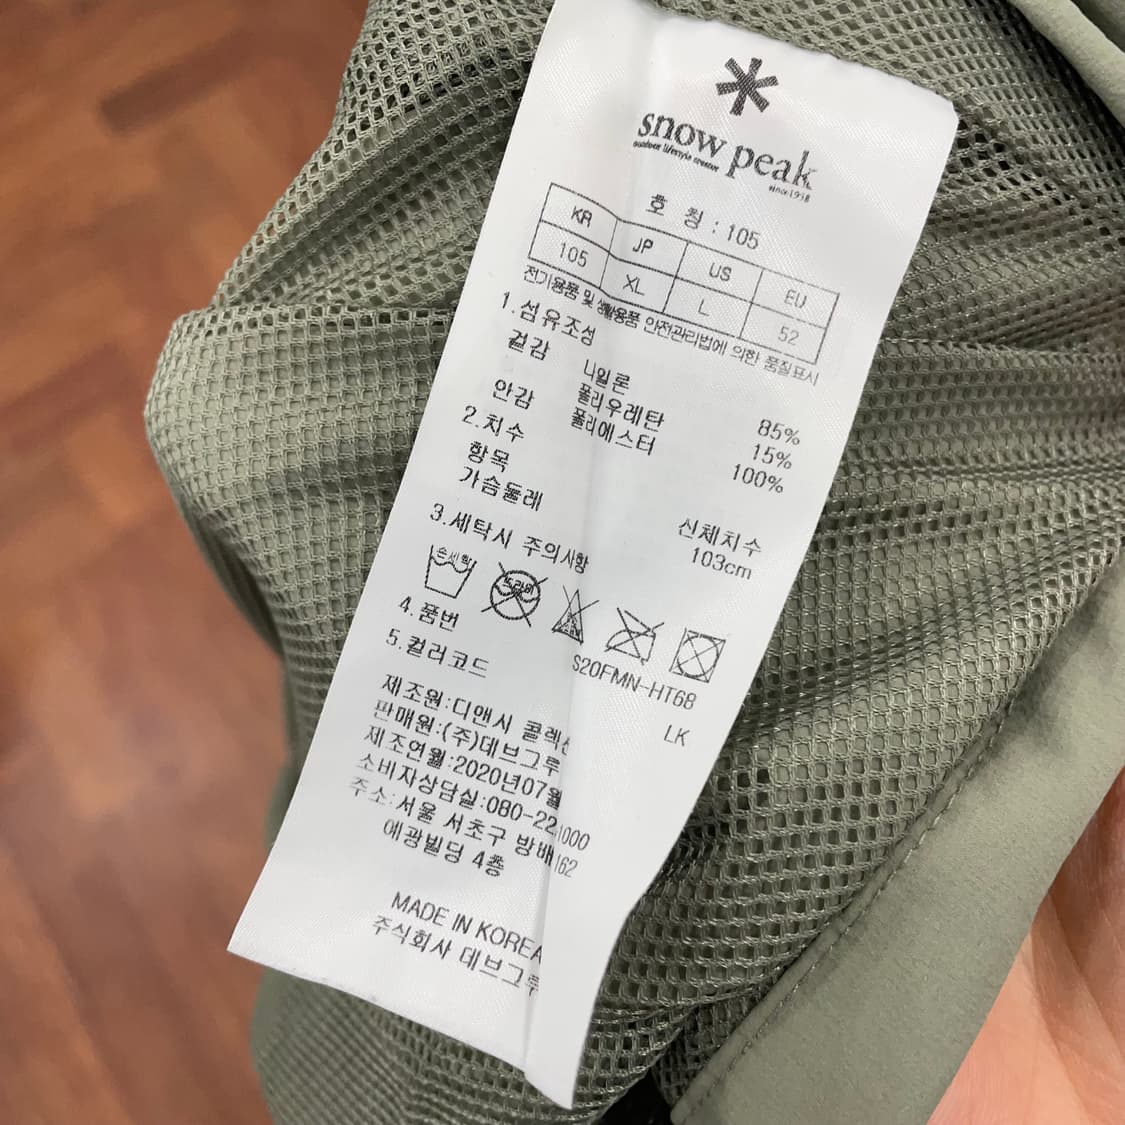 snow peak
outdoor lifestyle creator
since 1958
호 칭 : 105
KR JP US EU
105 XL L 52
전기용품 및 생활용품 안전관리법에 의한 품질표시
1.섬유조성
겉감 나일론 85%
폴리우레탄 15%
안감 폴리에스터 100%
2.치수
항목 신체치수
가슴둘레 103cm
3.세탁시 주의사항
손세탁 드라이
4.품번 S20FMN-HT68
5.컬러코드 LK
제조원:디앤시
판매원:(주)데브그루
제조연월:2020년07월
소비자상담실:080-22 1000
주소:서울 서초구 방배 162
예광빌딩 4층
MADE IN KOREA
주식회사 데브그루